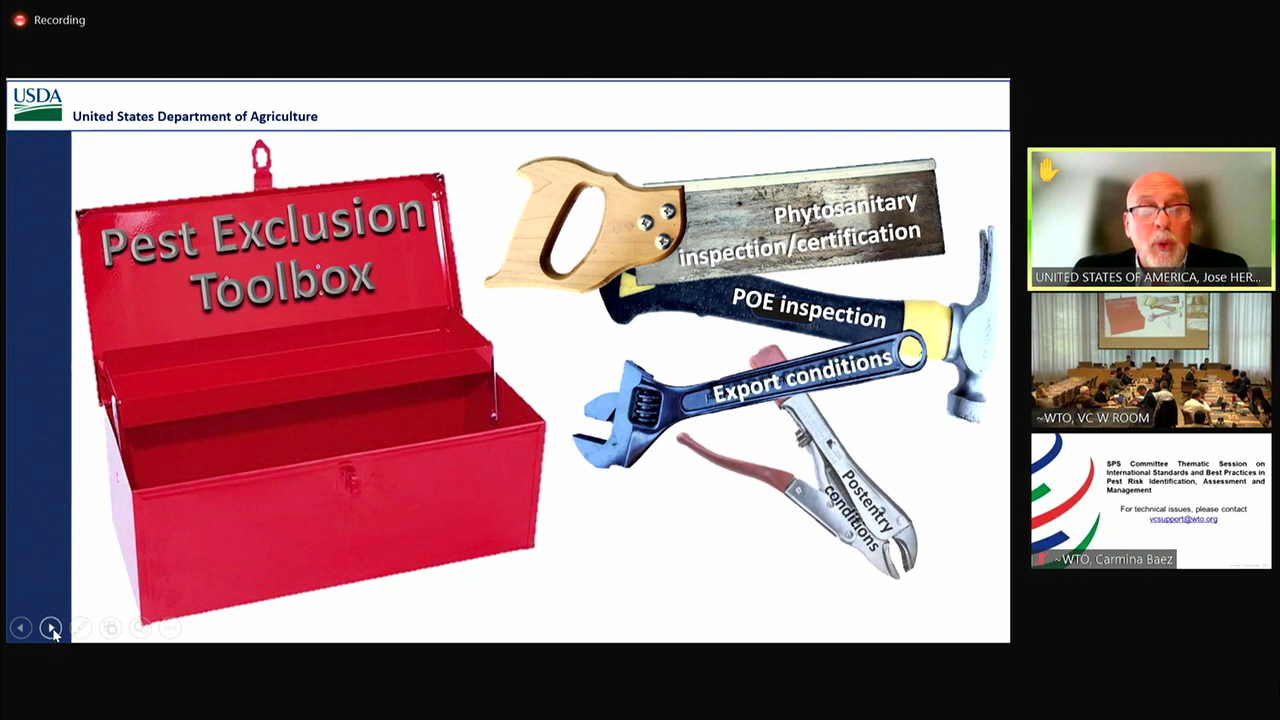 Recording
USDA
United States Department of Agriculture
Pest Exclusion
Toolbox
Phytosanitary
inspection/certification
POE inspection
Export conditions
Postentry
conditions
UNITED STATES OF AMERICA, Jose HER...
~WTO, VC W ROOM
SPS Committee Thematic Session on
International Standards and Best Practices in
Pest Risk Identification, Assessment and
Management
For technical issues, please contact
vcsupport@wto.org
~WTO, Carmina Baez